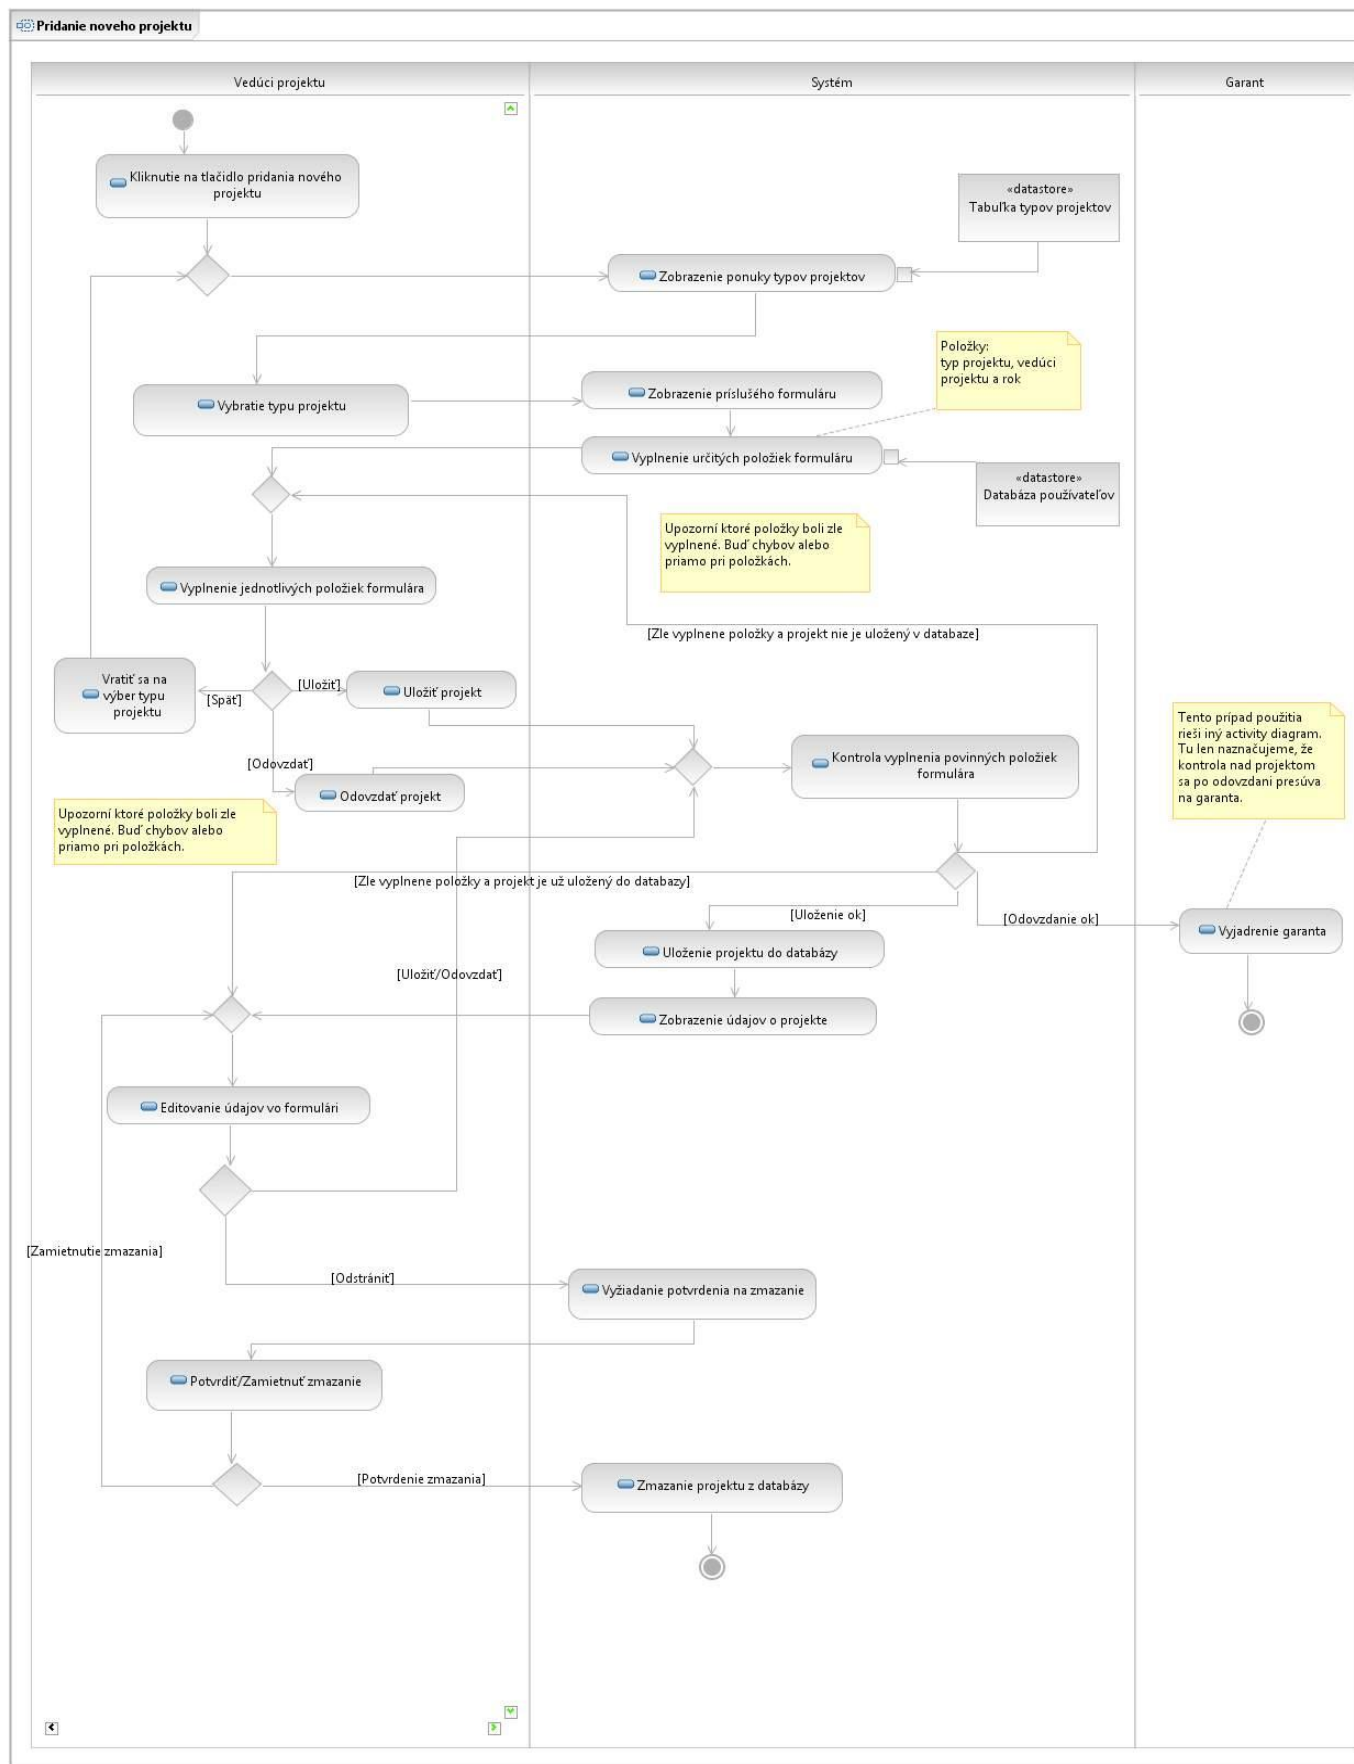 Pridanie noveho projektu
Vedúci projektu
Systém
Garant
Kliknutie na tlačidlo pridania nového
projektu
«datastore»
Tabuľka typov projektov
Zobrazenie ponuky typov projektov
Položky:
typ projektu, vedúci
projektu a rok
Vybratie typu projektu
Zobrazenie príslušého formuláru
Vyplnenie určitých položiek formuláru
«datastore»
Databáza používateľov
Upozorní ktoré položky boli zle
vyplnené. Buď chybov alebo
priamo pri položkách.
Vyplnenie jednotlivých položiek formulára
[Zle vyplnene položky a projekt nie je uložený v databaze]
Vratiť sa na
výber typu
projektu
[Späť]
[Uložiť]
Uložiť projekt
Tento prípad použitia
rieši iný activity diagram.
Tu len naznačujeme, že
kontrola nad projektom
sa po odovzdani presúva
na garanta.
[Odovzdať]
Odovzdať projekt
Kontrola vyplnenia povinných položiek
formulára
Upozorní ktoré položky boli zle
vyplnené. Buď chybov alebo
priamo pri položkách.
[Zle vyplnene položky a projekt je už uložený do databazy]
[Uloženie ok]
[Odovzdanie ok]
Vyjadrenie garanta
Uloženie projektu do databázy
[Uložiť/Odovzdať]
Zobrazenie údajov o projekte
Editovanie údajov vo formulári
[Zamietnutie zmazania]
[Odstrániť]
Vyžiadanie potvrdenia na zmazanie
Potvrdiť/Zamietnuť zmazanie
[Potvrdenie zmazania]
Zmazanie projektu z databázy